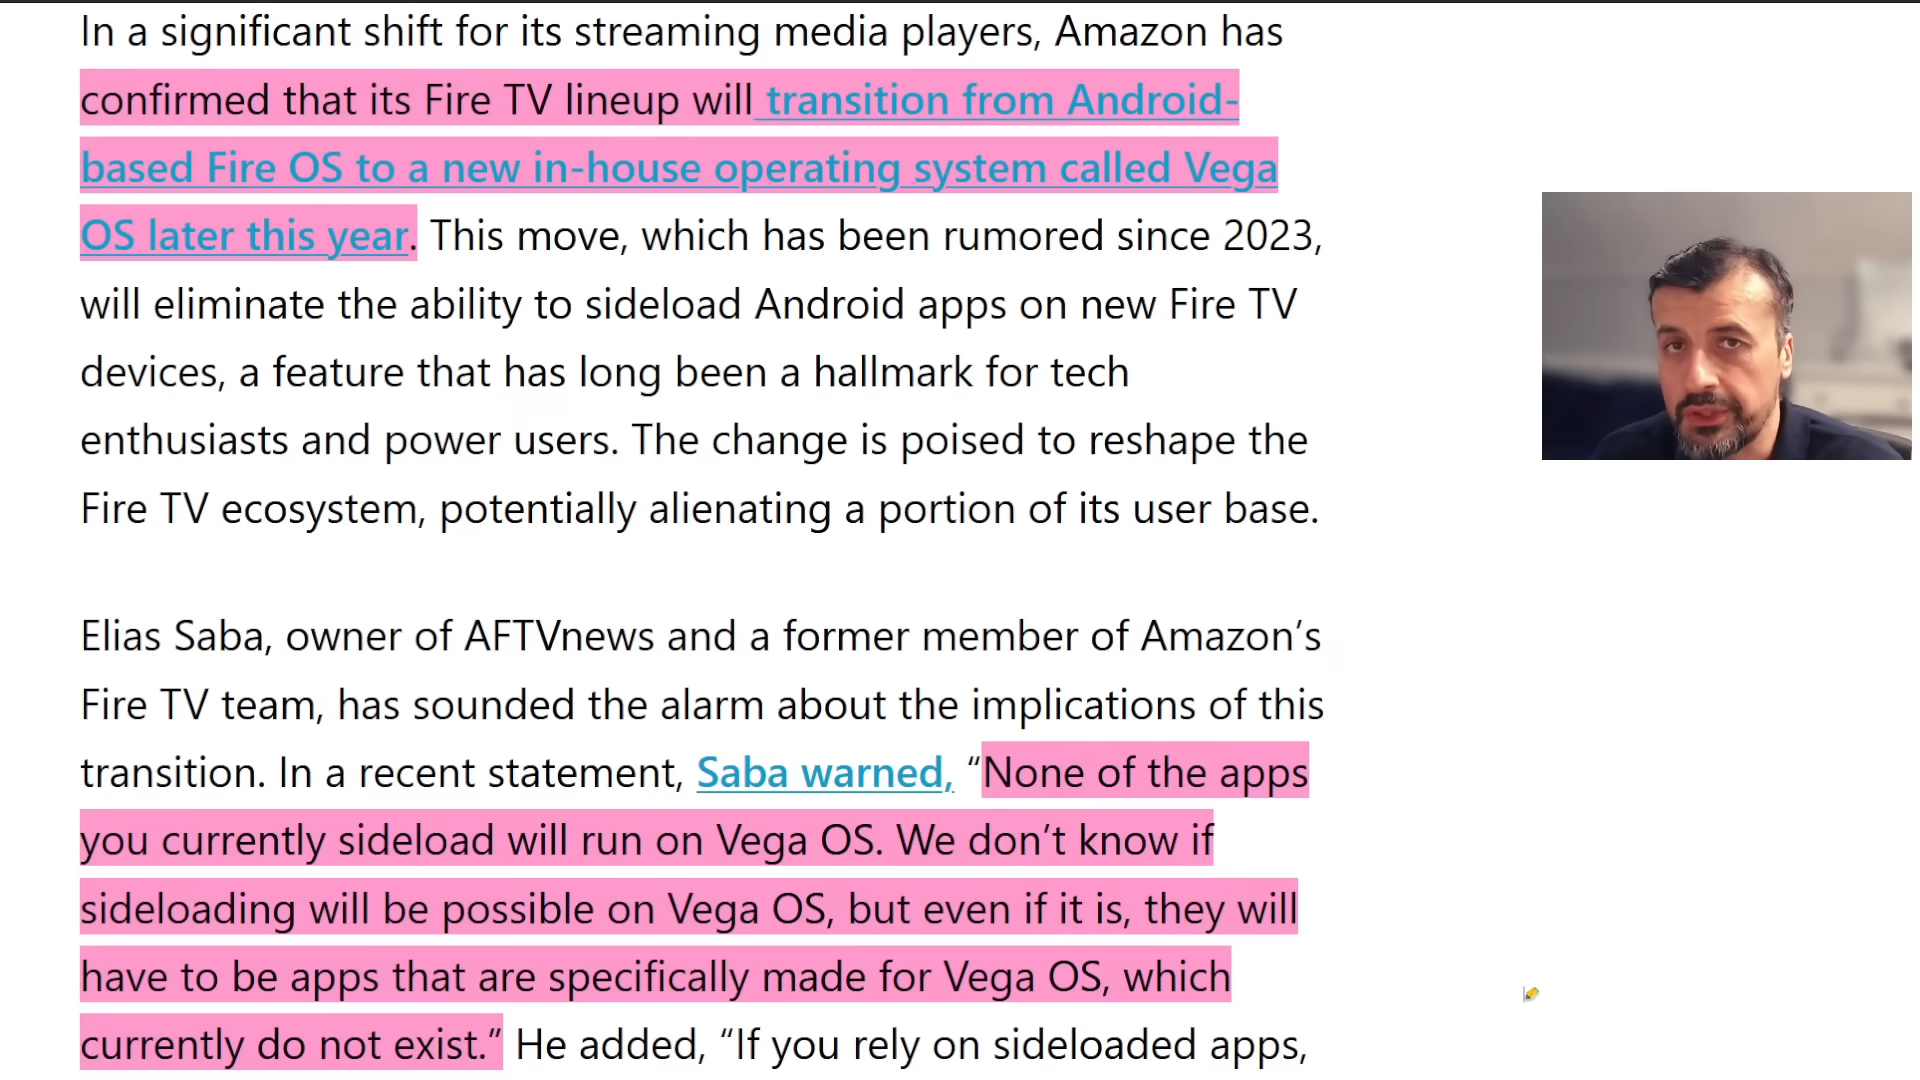 In a significant shift for its streaming media players, Amazon has
confirmed that its Fire TV lineup will transition from Android-
based Fire OS to a new in-house operating system called Vega
OS later this year. This move, which has been rumored since 2023,
will eliminate the ability to sideload Android apps on new Fire TV
devices, a feature that has long been a hallmark for tech
enthusiasts and power users. The change is poised to reshape the
Fire TV ecosystem, potentially alienating a portion of its user base.
Elias Saba, owner of AFTVnews and a former member of Amazon’s
Fire TV team, has sounded the alarm about the implications of this
transition. In a recent statement, Saba warned, “None of the apps
you currently sideload will run on Vega OS. We don’t know if
sideloading will be possible on Vega OS, but even if it is, they will
have to be apps that are specifically made for Vega OS, which
currently do not exist.” He added, “If you rely on sideloaded apps,